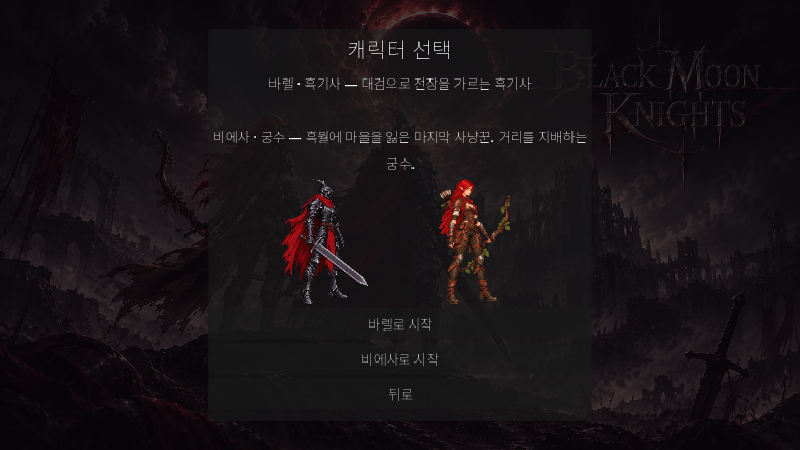 캐릭터 선택
BLACK MOON
KNIGHTS
바렐 · 흑기사 — 대검으로 전장을 가르는 흑기사
비에사 · 궁수 — 흑월에 마을을 잃은 마지막 사냥꾼. 거리를 지배하는
궁수.
바렐로 시작
비에사로 시작
뒤로